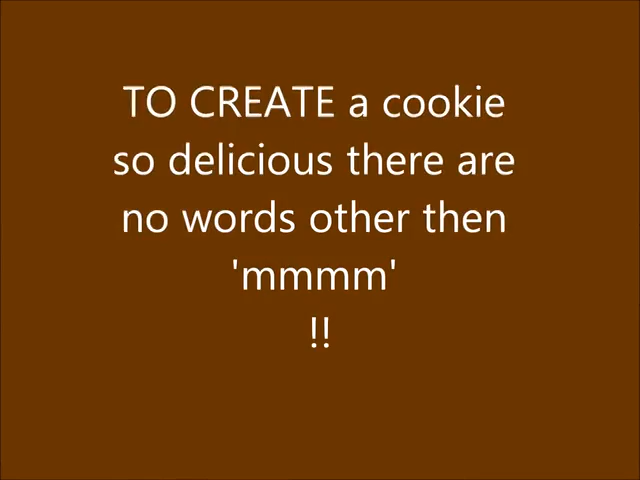 TO CREATE a cookie
so delicious there are
no words other then
'mmmm'
!!